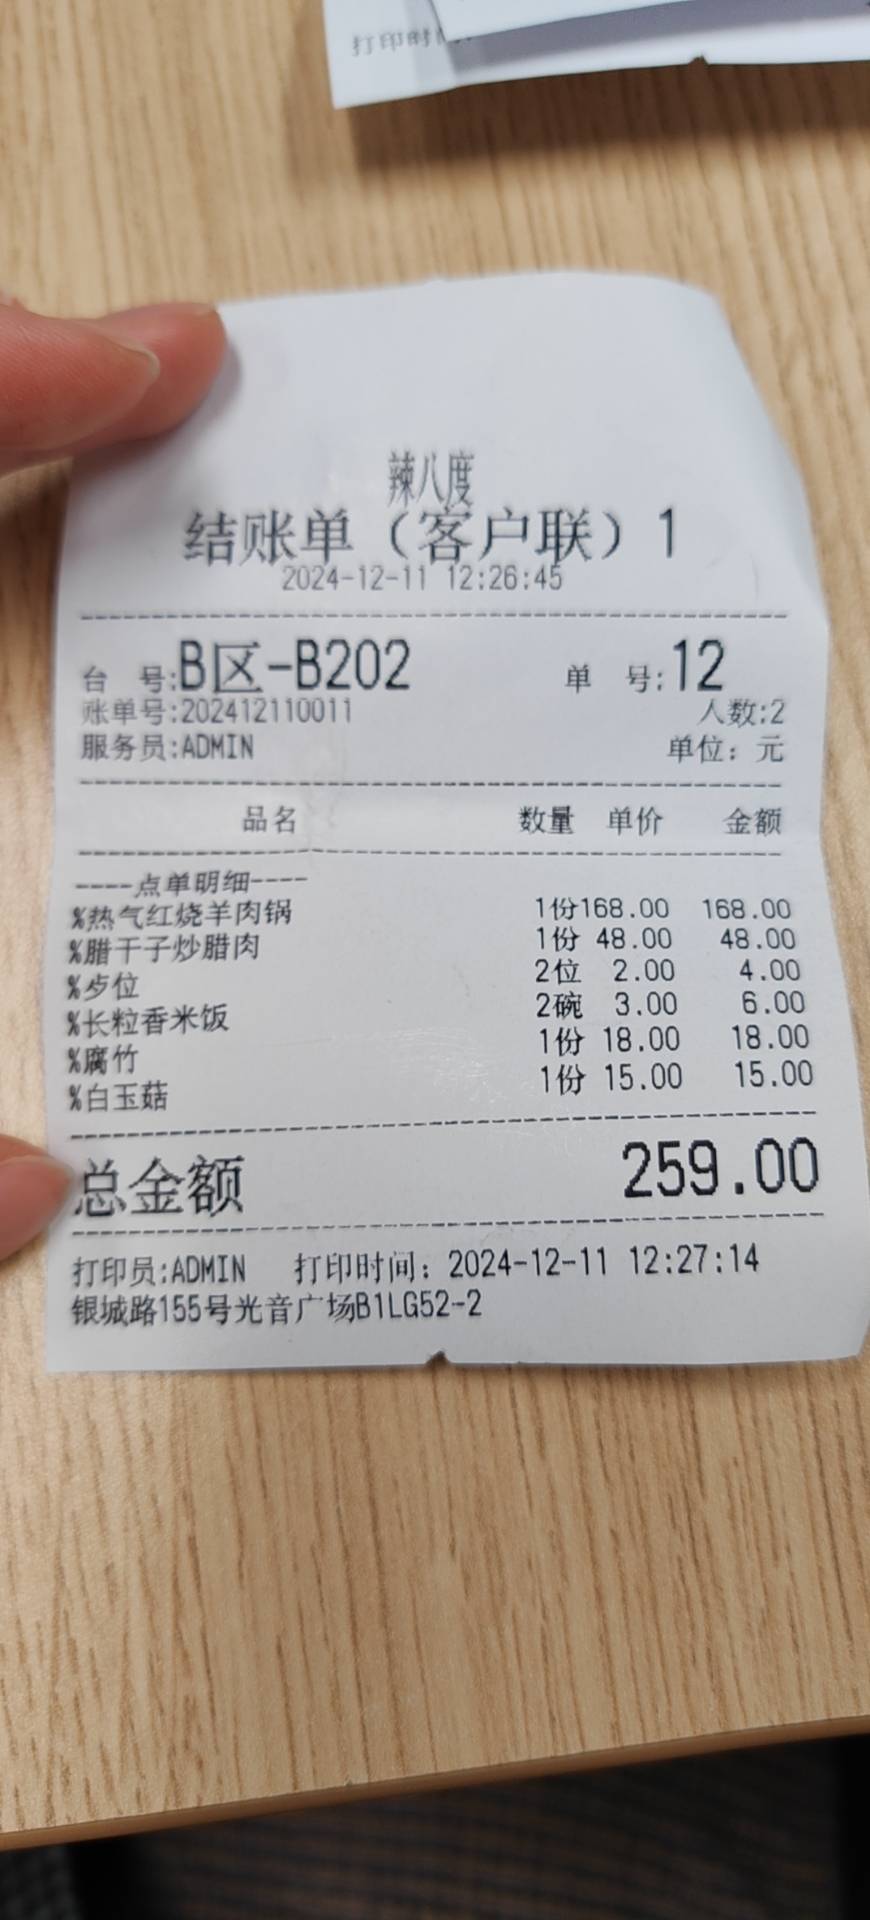 打印时
辣八度
结账单（客户联）1
2024-12-11 12:26:45
台 号:B区-B202 单 号:12
账单号:202412110011 人数:2
服务员:ADMIN 单位：元
品名 数量 单价 金额
----点单明细----
%热气红烧羊肉锅 1份168.00 168.00
%腊干子炒腊肉 1份 48.00 48.00
%歺位 2位 2.00 4.00
%长粒香米饭 2碗 3.00 6.00
%腐竹 1份 18.00 18.00
%白玉菇 1份 15.00 15.00
总金额 259.00
打印员:ADMIN 打印时间：2024-12-11 12:27:14
银城路155号光音广场B1LG52-2